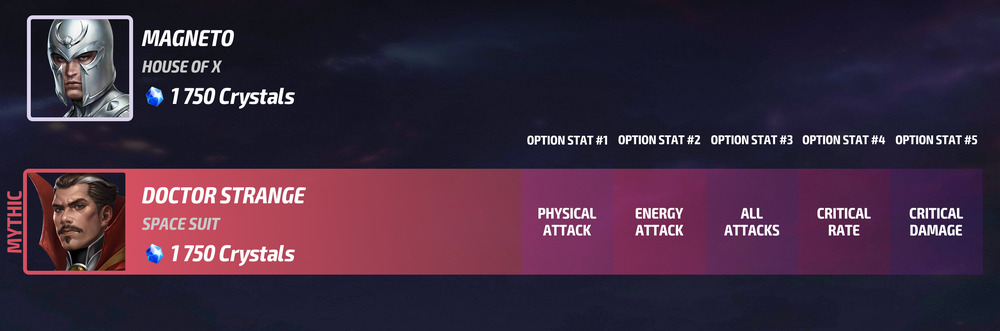 MAGNETO
HOUSE OF X
1 750 Crystals
OPTION STAT #1 OPTION STAT #2 OPTION STAT #3 OPTION STAT #4 OPTION STAT #5
MYTHIC
DOCTOR STRANGE
SPACE SUIT
1 750 Crystals
PHYSICAL ATTACK
ENERGY ATTACK
ALL ATTACKS
CRITICAL RATE
CRITICAL DAMAGE